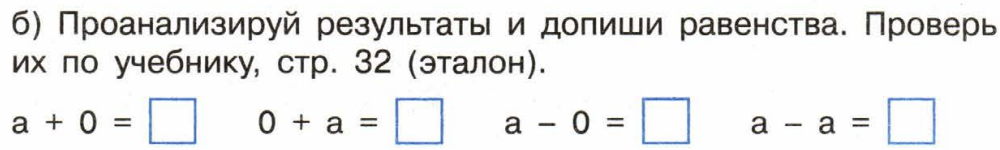 б) Проанализируй результаты и допиши равенства. Проверь
их по учебнику, стр. 32 (эталон).
а + 0 = 0 + а = а – 0 = а – а =